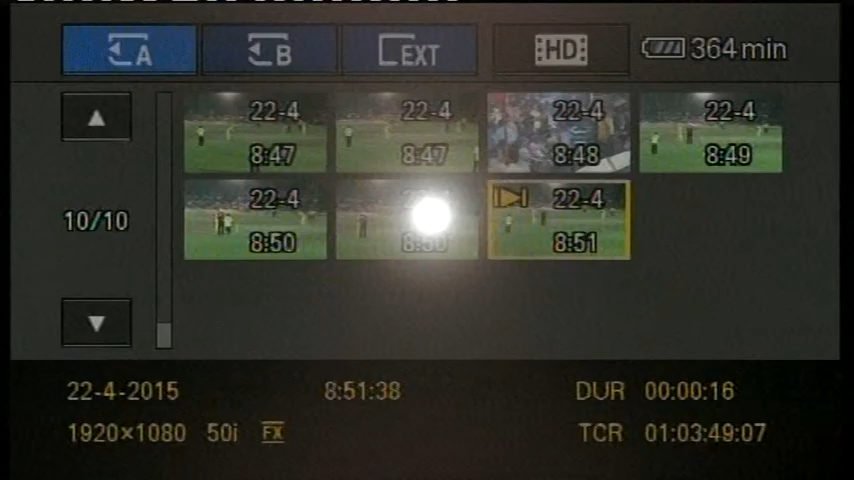 A B EXT HD 364min
22-4 22-4 22-4 22-4
8:47 8:47 8:48 8:49
10/10
22-4 22-4
8:50 8:50 8:51
22-4-2015 8:51:38 DUR 00:00:16
1920×1080 50i FX TCR 01:03:49:07